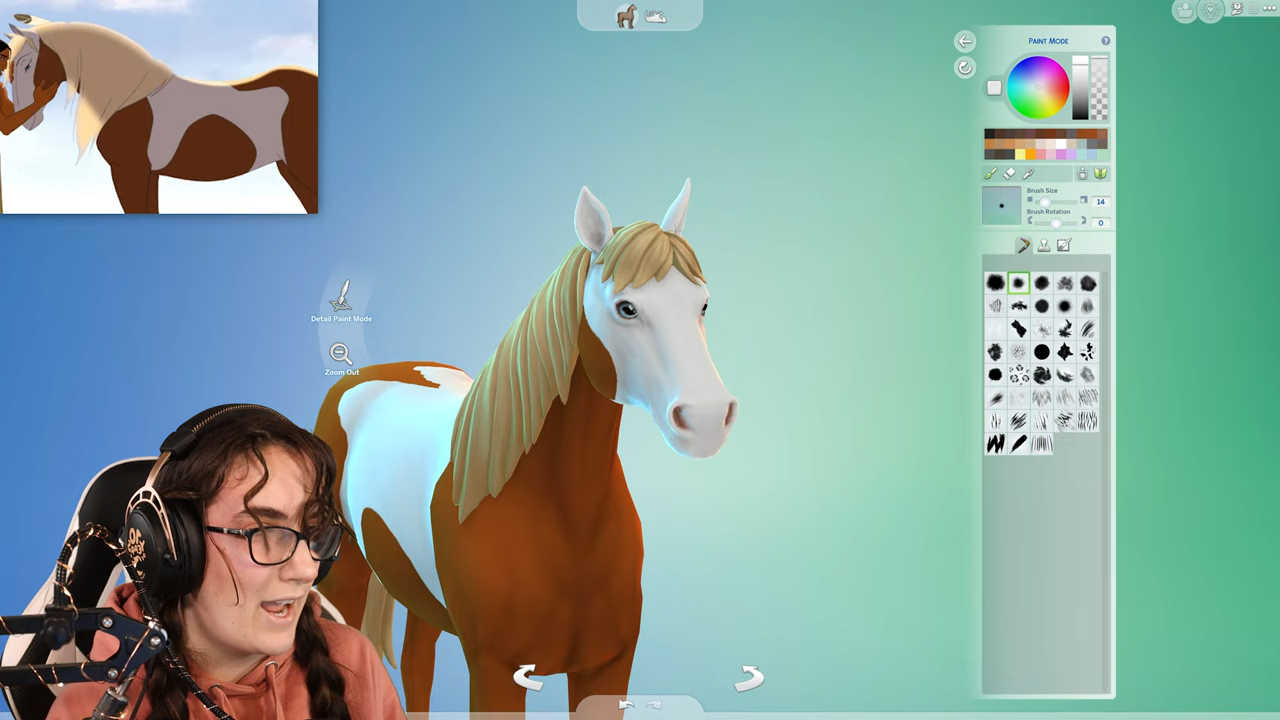 PAINT MODE
?
Brush Size
14
Brush Rotation
0
Detail Paint Mode
Zoom Out